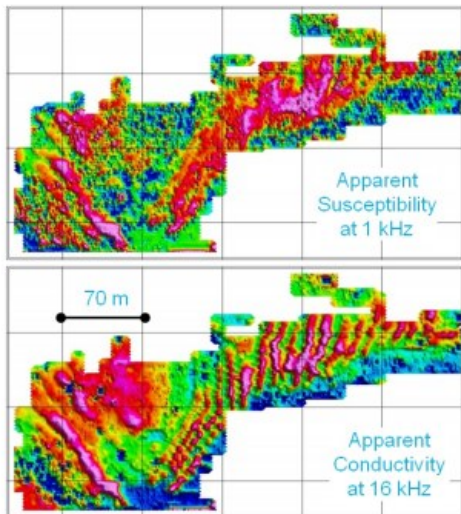 Apparent
Susceptibility
at 1 kHz
70 m
Apparent
Conductivity
at 16 kHz